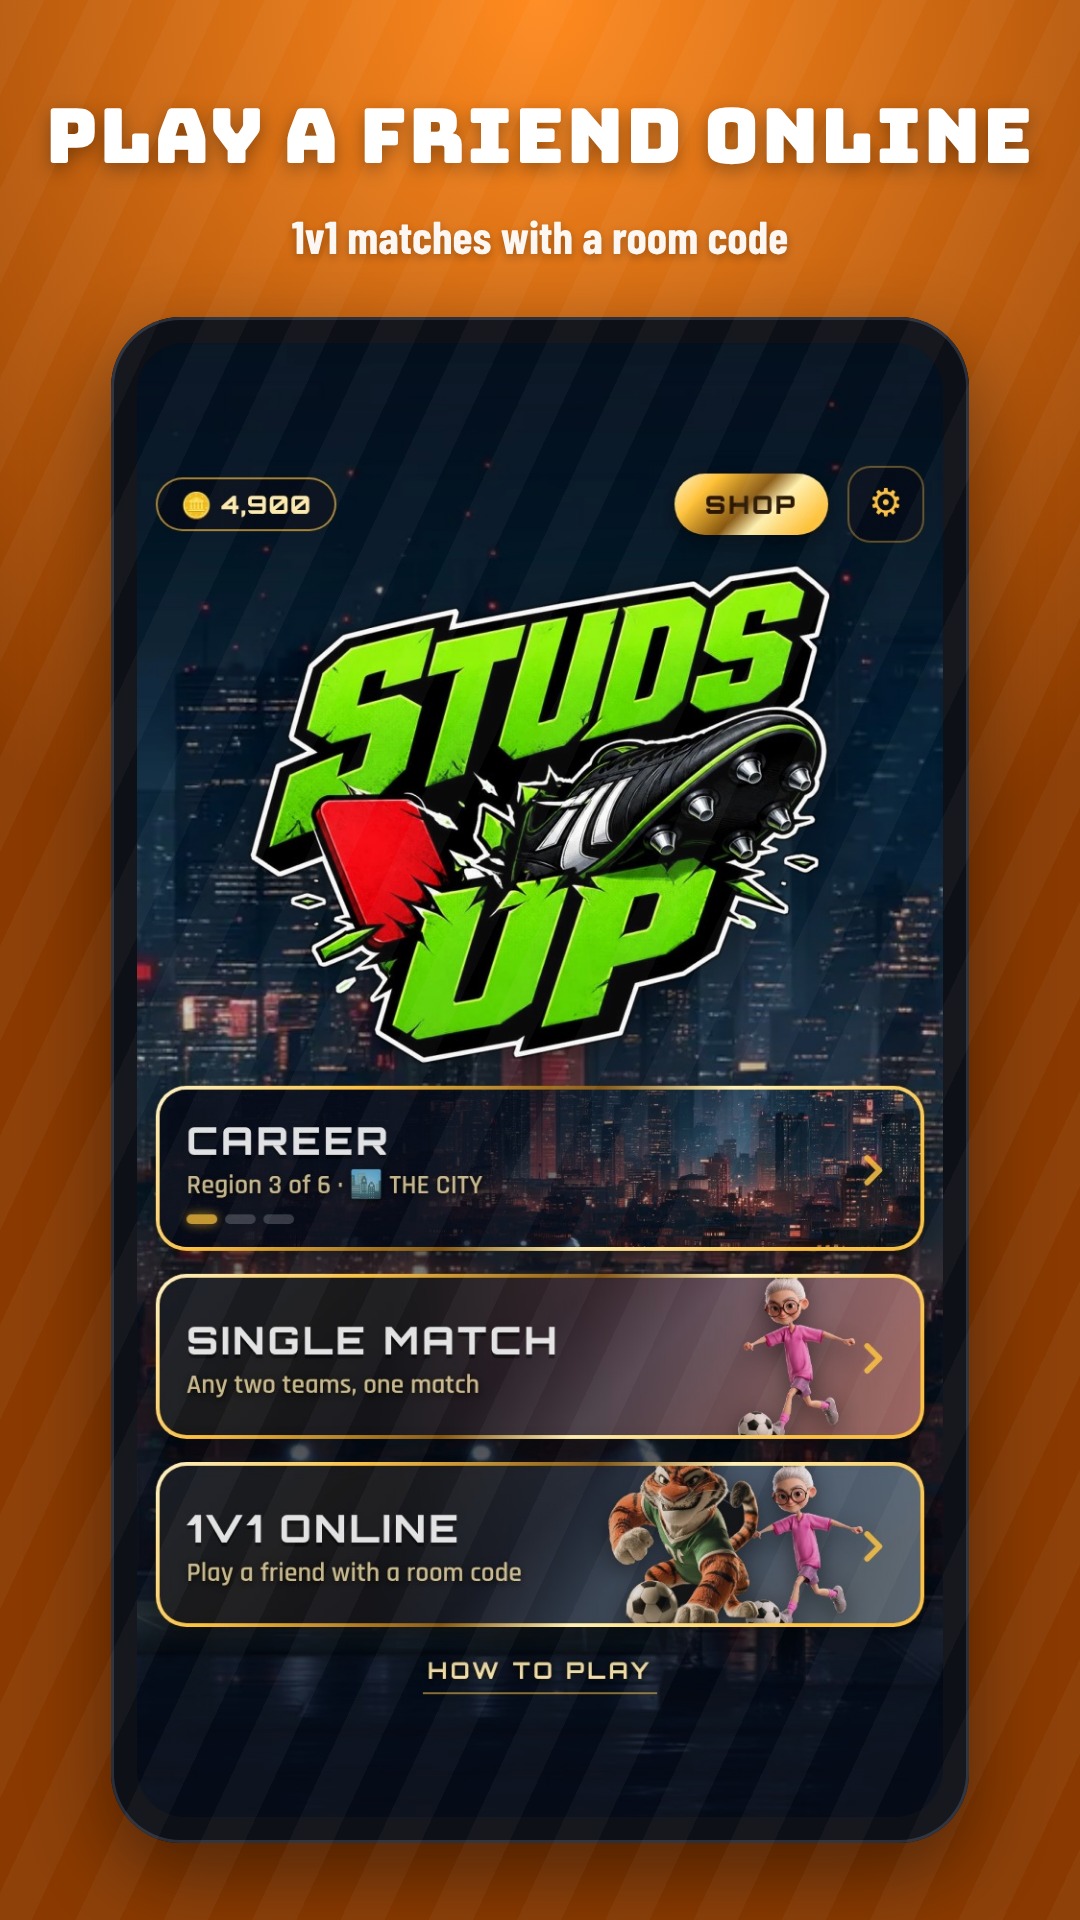 PLAY A FRIEND ONLINE
1v1 matches with a room code
4,900
SHOP
STUDS
UP
CAREER
Region 3 of 6 · THE CITY
SINGLE MATCH
Any two teams, one match
1V1 ONLINE
Play a friend with a room code
HOW TO PLAY